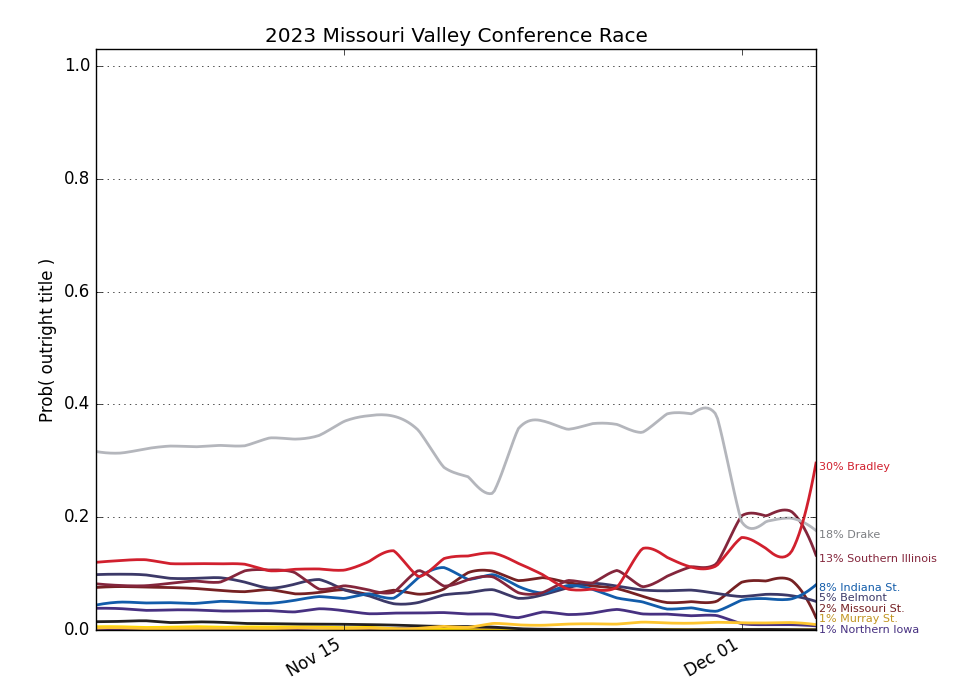 2023 Missouri Valley Conference Race
Prob( outright title )
1.0
0.8
0.6
0.4
0.2
0.0
Nov 15
Dec 01
30% Bradley
18% Drake
13% Southern Illinois
8% Indiana St.
5% Belmont
2% Missouri St.
1% Murray St.
1% Northern Iowa